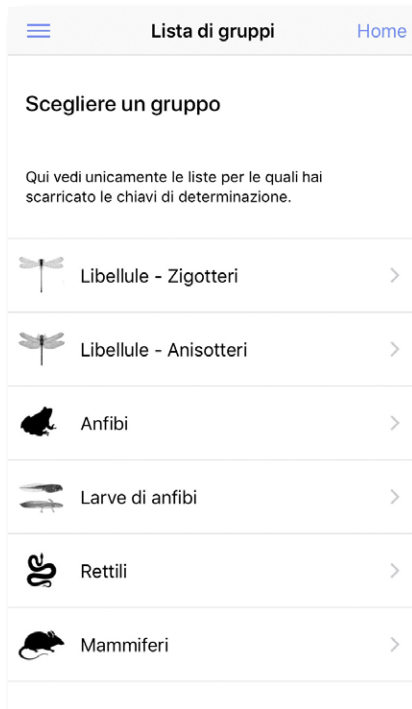 Lista di gruppi Home
Scegliere un gruppo
Qui vedi unicamente le liste per le quali hai
scarricato le chiavi di determinazione.
Libellule - Zigotteri
Libellule - Anisotteri
Anfibi
Larve di anfibi
Rettili
Mammiferi